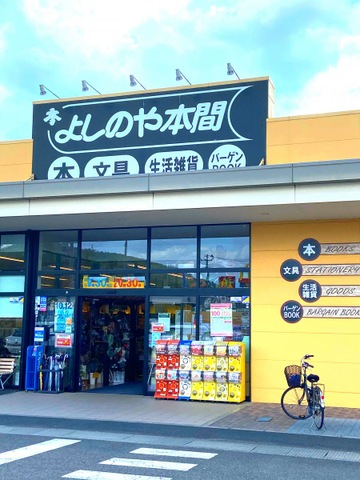 本
よしのや本間
本 文具 生活雑貨 バーゲンBOOK
本 BOOKS
文具 STATIONERY
生活雑貨 GOODS
バーゲンBOOK BARGAIN BOOK
100